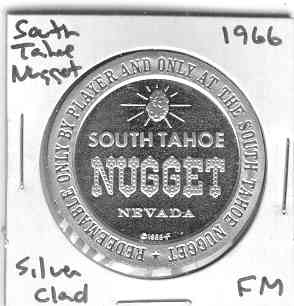 South
Tahoe
Nugget
1966
REDEEMABLE ONLY BY PLAYER AND ONLY AT THE SOUTH TAHOE NUGGET ★
SOUTH TAHOE
NUGGET
NEVADA
Silver
Clad
FM